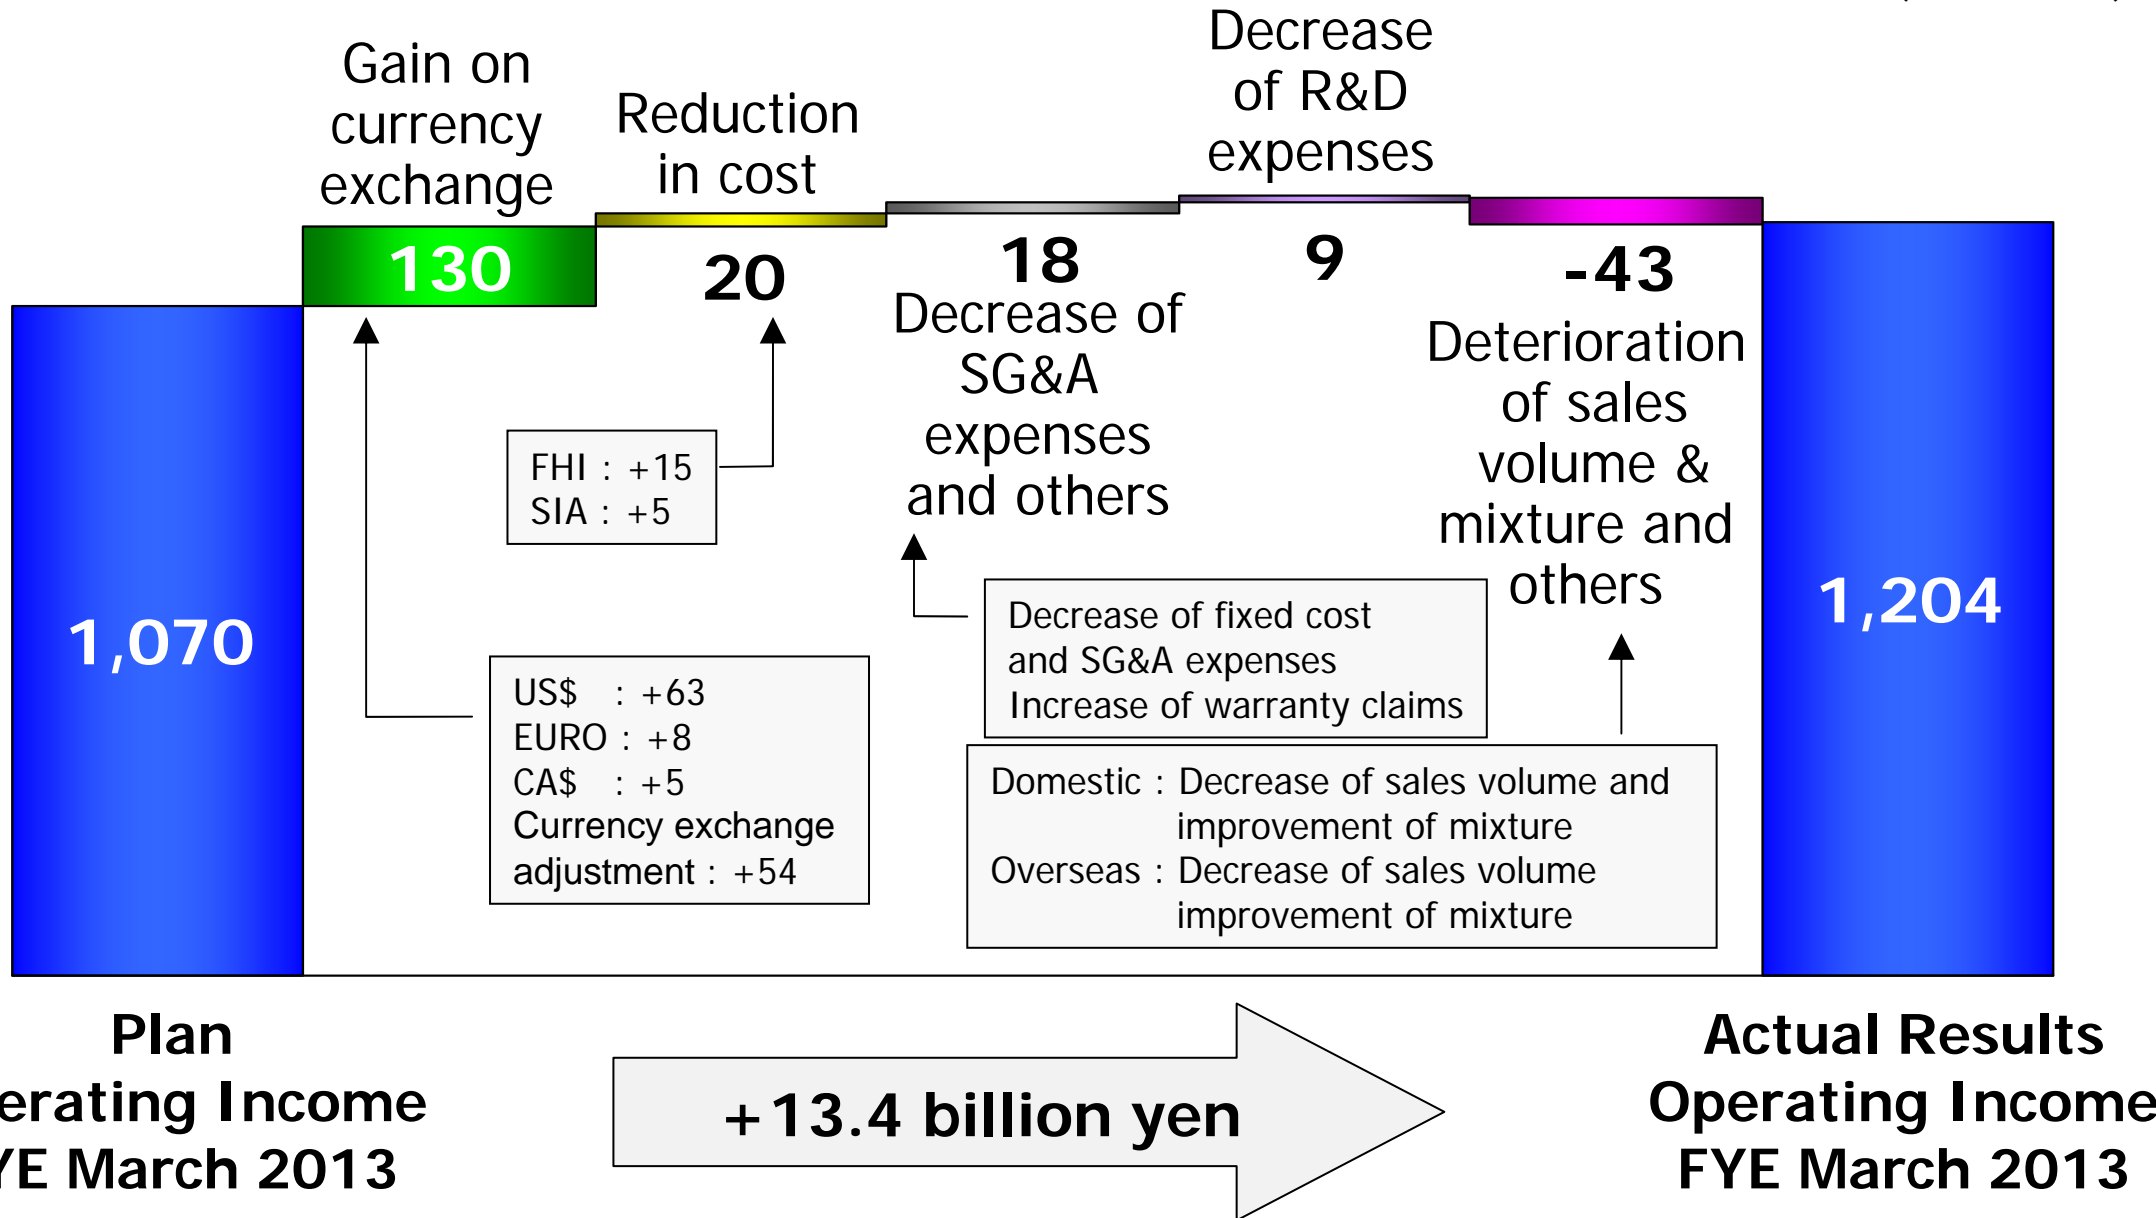 Gain on
currency
exchange
130
Reduction
in cost
20
18
Decrease of
SG&A
expenses
and others
Decrease
of R&D
expenses
9
-43
Deterioration
of sales
volume &
mixture and
others
1,070
1,204
FHI : +15
SIA : +5
US$ : +63
EURO : +8
CA$ : +5
Currency exchange
adjustment : +54
Decrease of fixed cost
and SG&A expenses
Increase of warranty claims
Domestic : Decrease of sales volume and
improvement of mixture
Overseas : Decrease of sales volume
improvement of mixture
Plan
erating Income
YE March 2013
+13.4 billion yen
Actual Results
Operating Income
FYE March 2013